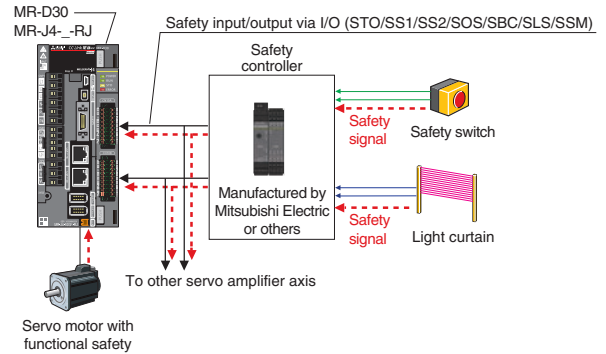 MR-D30
MR-J4-_-RJ
Safety input/output via I/O (STO/SS1/SS2/SOS/SBC/SLS/SSM)
Safety
controller
Safety
signal
Safety switch
Manufactured by
Mitsubishi Electric
or others
Safety
signal
Light curtain
To other servo amplifier axis
Servo motor with
functional safety